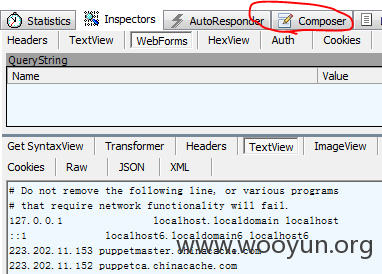 Statistics Inspectors AutoResponder Composer
Headers TextView WebForms HexView Auth Cookies
QueryString
Name Value
Get SyntaxView Transformer Headers TextView ImageView
Cookies Raw JSON XML
# Do not remove the following line, or various programs
# that require network functionality will fail.
127.0.0.1 localhost.localdomain localhost
::1 localhost6.localdomain6 localhost6
223.202.11.153 puppetmaster.chinacache.com
223.202.11.152 puppetca.chinacache.com
www.wooyun.org